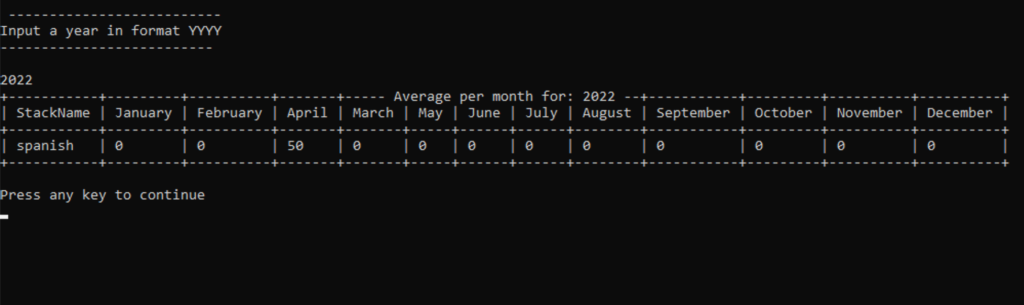 ---------------------------
Input a year in format YYYY
---------------------------
2022
+-----------+---------+----------+-------+----- Average per month for: 2022 --+-----------+---------+----------+----------+
| StackName | January | February | April | March | May | June | July | August | September | October | November | December |
+-----------+---------+----------+-------+-------+-----+------+------+--------+-----------+---------+----------+----------+
| spanish   | 0       | 0        | 50    | 0     | 0   | 0    | 0    | 0      | 0         | 0       | 0        | 0        |
+-----------+---------+----------+-------+-------+-----+------+------+--------+-----------+---------+----------+----------+
Press any key to continue